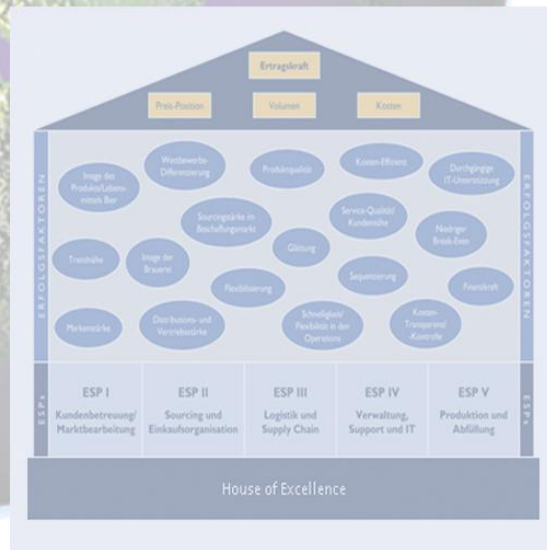 Ertragskraft
Preis-Position
Volumen
Kosten
ERFOLGSFAKTOREN
ERFOLGSFAKTOREN
Image des
Produkts/Lebens-
mittels Bier
Wettbewerbs-
Differenzierung
Produktqualität
Kosten-Effizienz
Durchgängige
IT-Unterstützung
Sourcingstärke im
Beschaffungsmarkt
Service-Qualität/
Kundennähe
Niedriger
Break-Even
Trendnähe
Image der
Brauerei
Glättung
Flexibilisierung
Sequenzierung
Finanzkraft
Markenstärke
Distributions- und
Vertriebsstärke
Schnelligkeit/
Flexibilität in den
Operations
Kosten-
Transparenz/
-Kontrolle
ESPs
ESP I
Kundenbetreuung/
Marktbearbeitung
ESP II
Sourcing und
Einkaufsorganisation
ESP III
Logistik und
Supply Chain
ESP IV
Verwaltung,
Support und IT
ESP V
Produktion und
Abfüllung
ESPs
House of Excellence